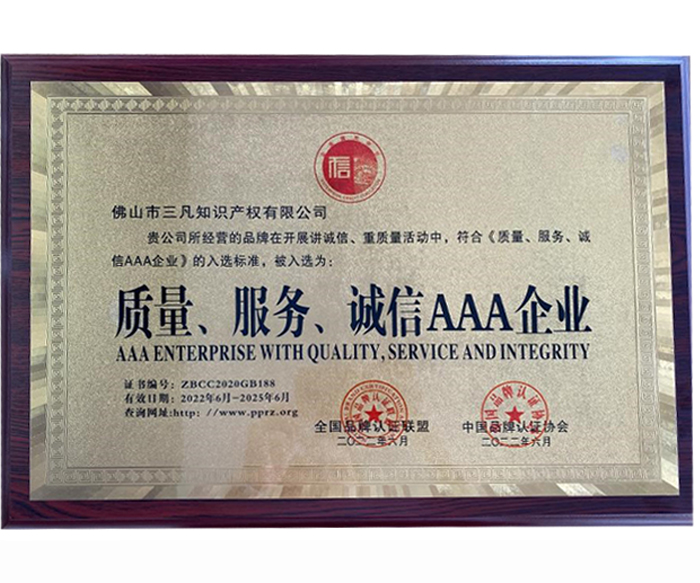 信
佛山市三凡知识产权有限公司
贵公司所经营的品牌在开展讲诚信、重质量活动中，符合《质量、服务、诚
信AAA企业》的入选标准，被入选为：
质量、服务、诚信AAA企业
AAA ENTERPRISE WITH QUALITY, SERVICE AND INTEGRITY
证书编号：ZBCC2020GB188
有效日期：2022年6月-2025年6月
查询网址:http：//www.pprz.org
全国品牌认证联盟
二〇二二年六月
中国品牌认证协会
二〇二二年六月